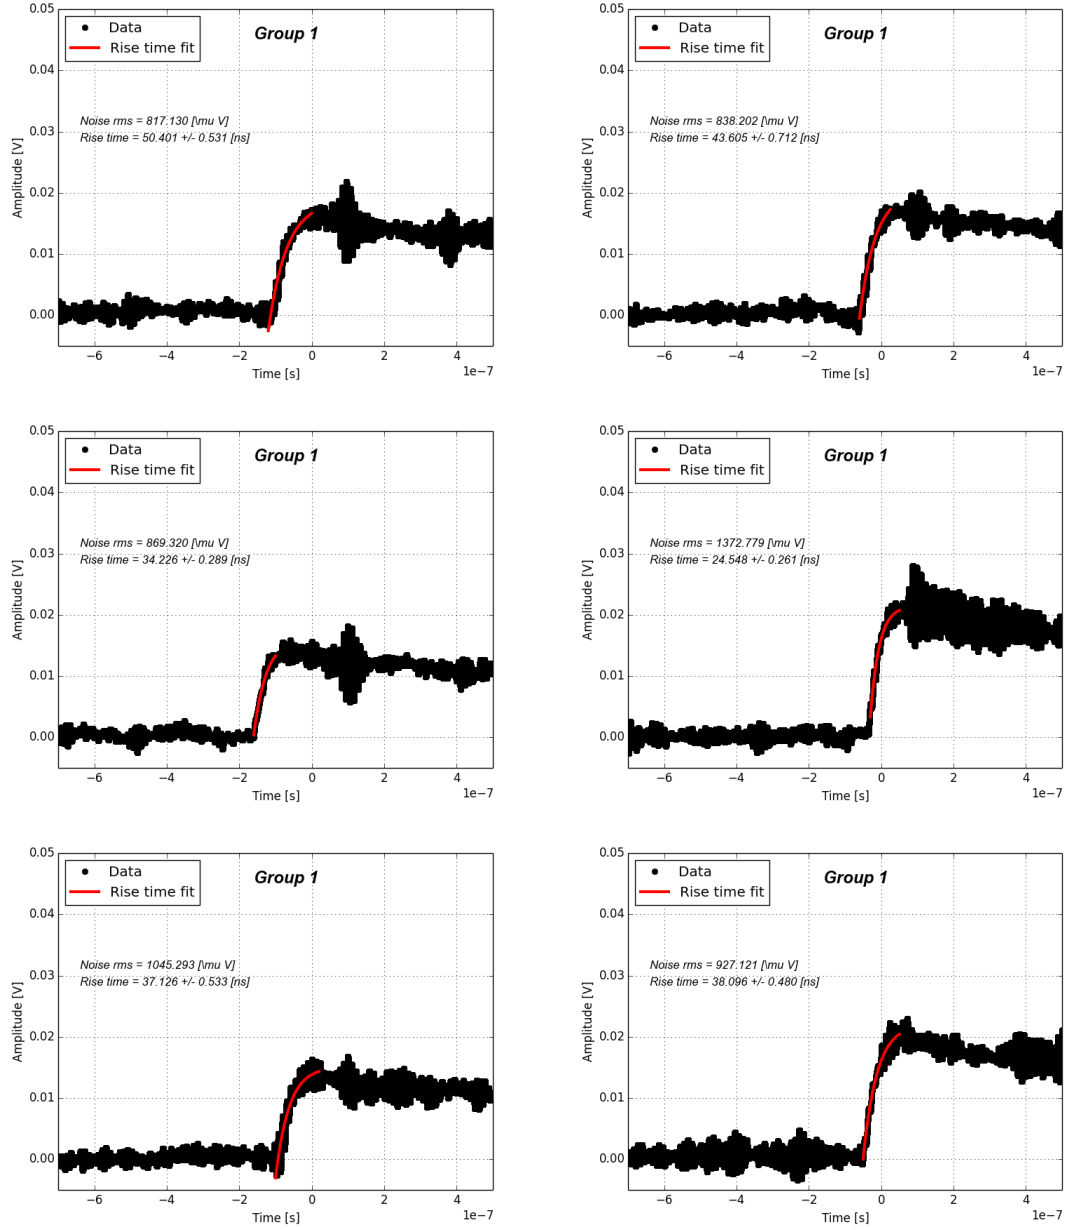 0.05
0.04
0.03
0.02
0.01
0.00
Amplitude [V]
Data
Rise time fit
Group 1
Noise rms = 817.130 [\mu V]
Rise time = 50.401 +/- 0.531 [ns]
−6 −4 −2 0 2 4
1e−7
Time [s]
0.05
0.04
0.03
0.02
0.01
0.00
Amplitude [V]
Data
Rise time fit
Group 1
Noise rms = 838.202 [\mu V]
Rise time = 43.605 +/- 0.712 [ns]
−6 −4 −2 0 2 4
1e−7
Time [s]
0.05
0.04
0.03
0.02
0.01
0.00
Amplitude [V]
Data
Rise time fit
Group 1
Noise rms = 869.320 [\mu V]
Rise time = 34.226 +/- 0.289 [ns]
−6 −4 −2 0 2 4
1e−7
Time [s]
0.05
0.04
0.03
0.02
0.01
0.00
Amplitude [V]
Data
Rise time fit
Group 1
Noise rms = 1372.779 [\mu V]
Rise time = 24.548 +/- 0.261 [ns]
−6 −4 −2 0 2 4
1e−7
Time [s]
0.05
0.04
0.03
0.02
0.01
0.00
Amplitude [V]
Data
Rise time fit
Group 1
Noise rms = 1045.293 [\mu V]
Rise time = 37.126 +/- 0.533 [ns]
−6 −4 −2 0 2 4
1e−7
Time [s]
0.05
0.04
0.03
0.02
0.01
0.00
Amplitude [V]
Data
Rise time fit
Group 1
Noise rms = 927.121 [\mu V]
Rise time = 38.096 +/- 0.480 [ns]
−6 −4 −2 0 2 4
1e−7
Time [s]